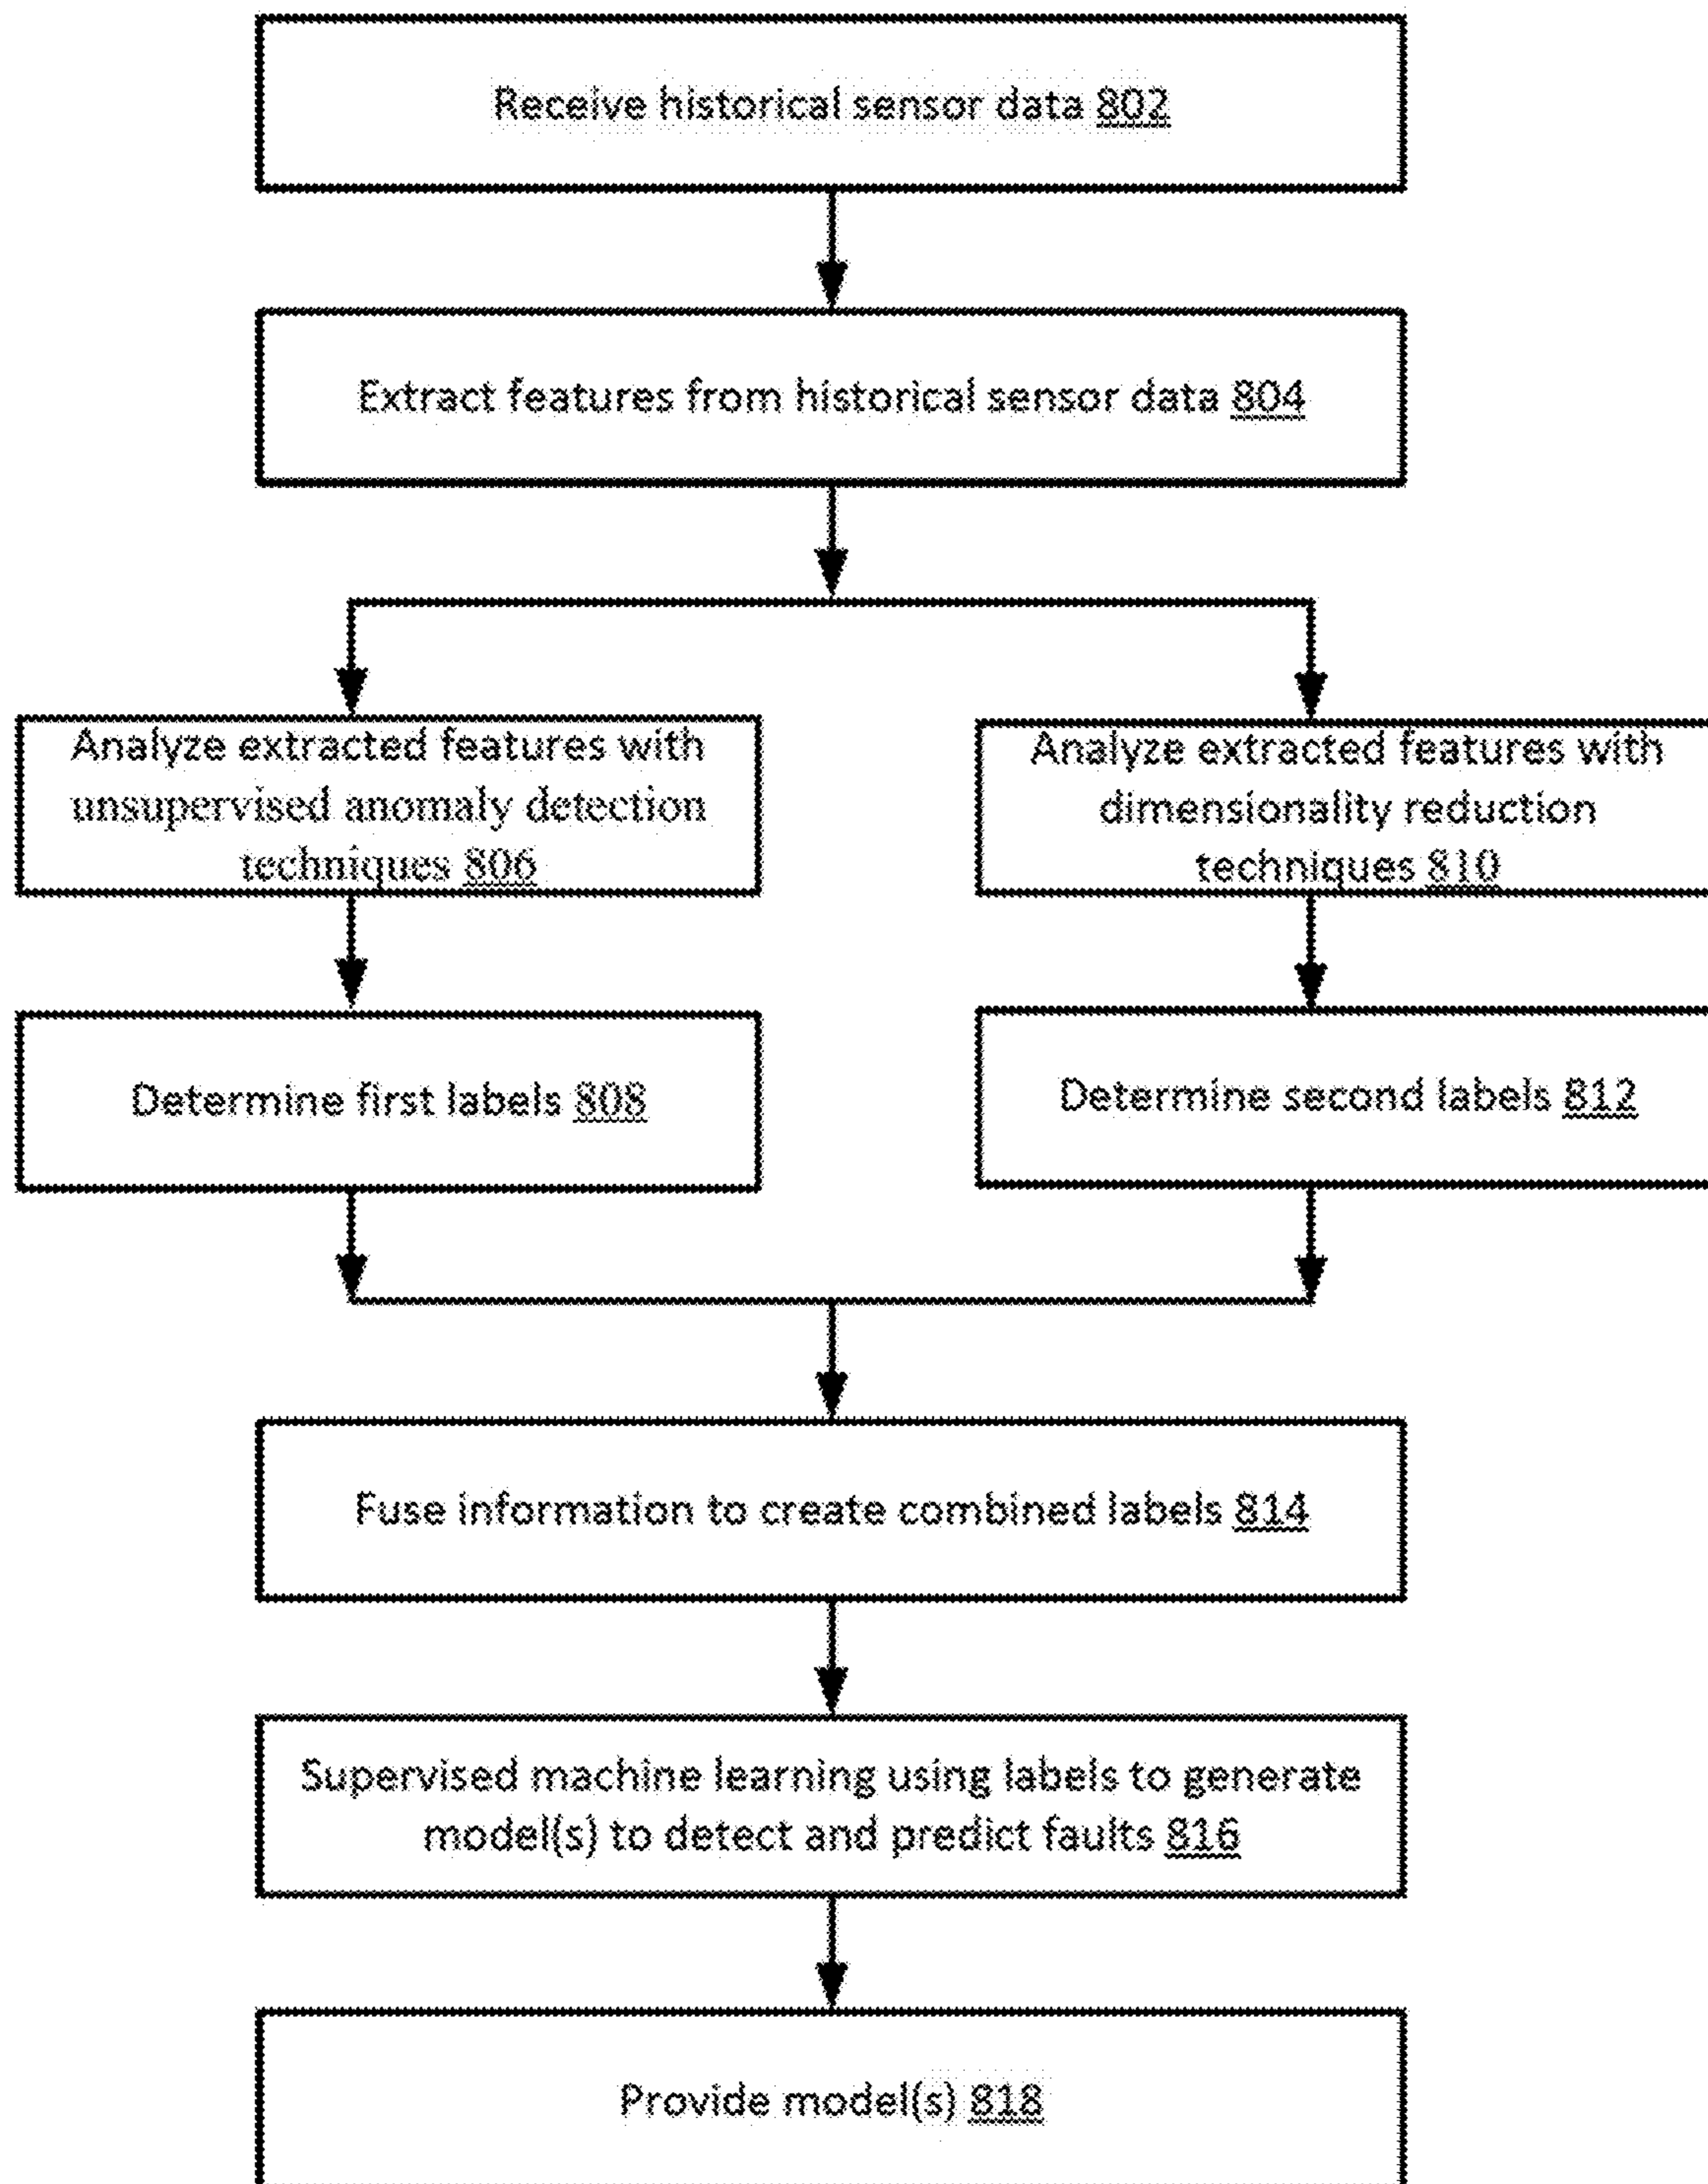 Receive historical sensor data 802
Extract features from historical sensor data 804
Analyze extracted features with
unsupervised anomaly detection
techniques 806
Analyze extracted features with
dimensionality reduction
techniques 810
Determine first labels 808
Determine second labels 812
Fuse information to create combined labels 814
Supervised machine learning using labels to generate
model(s) to detect and predict faults 816
Provide model(s) 818